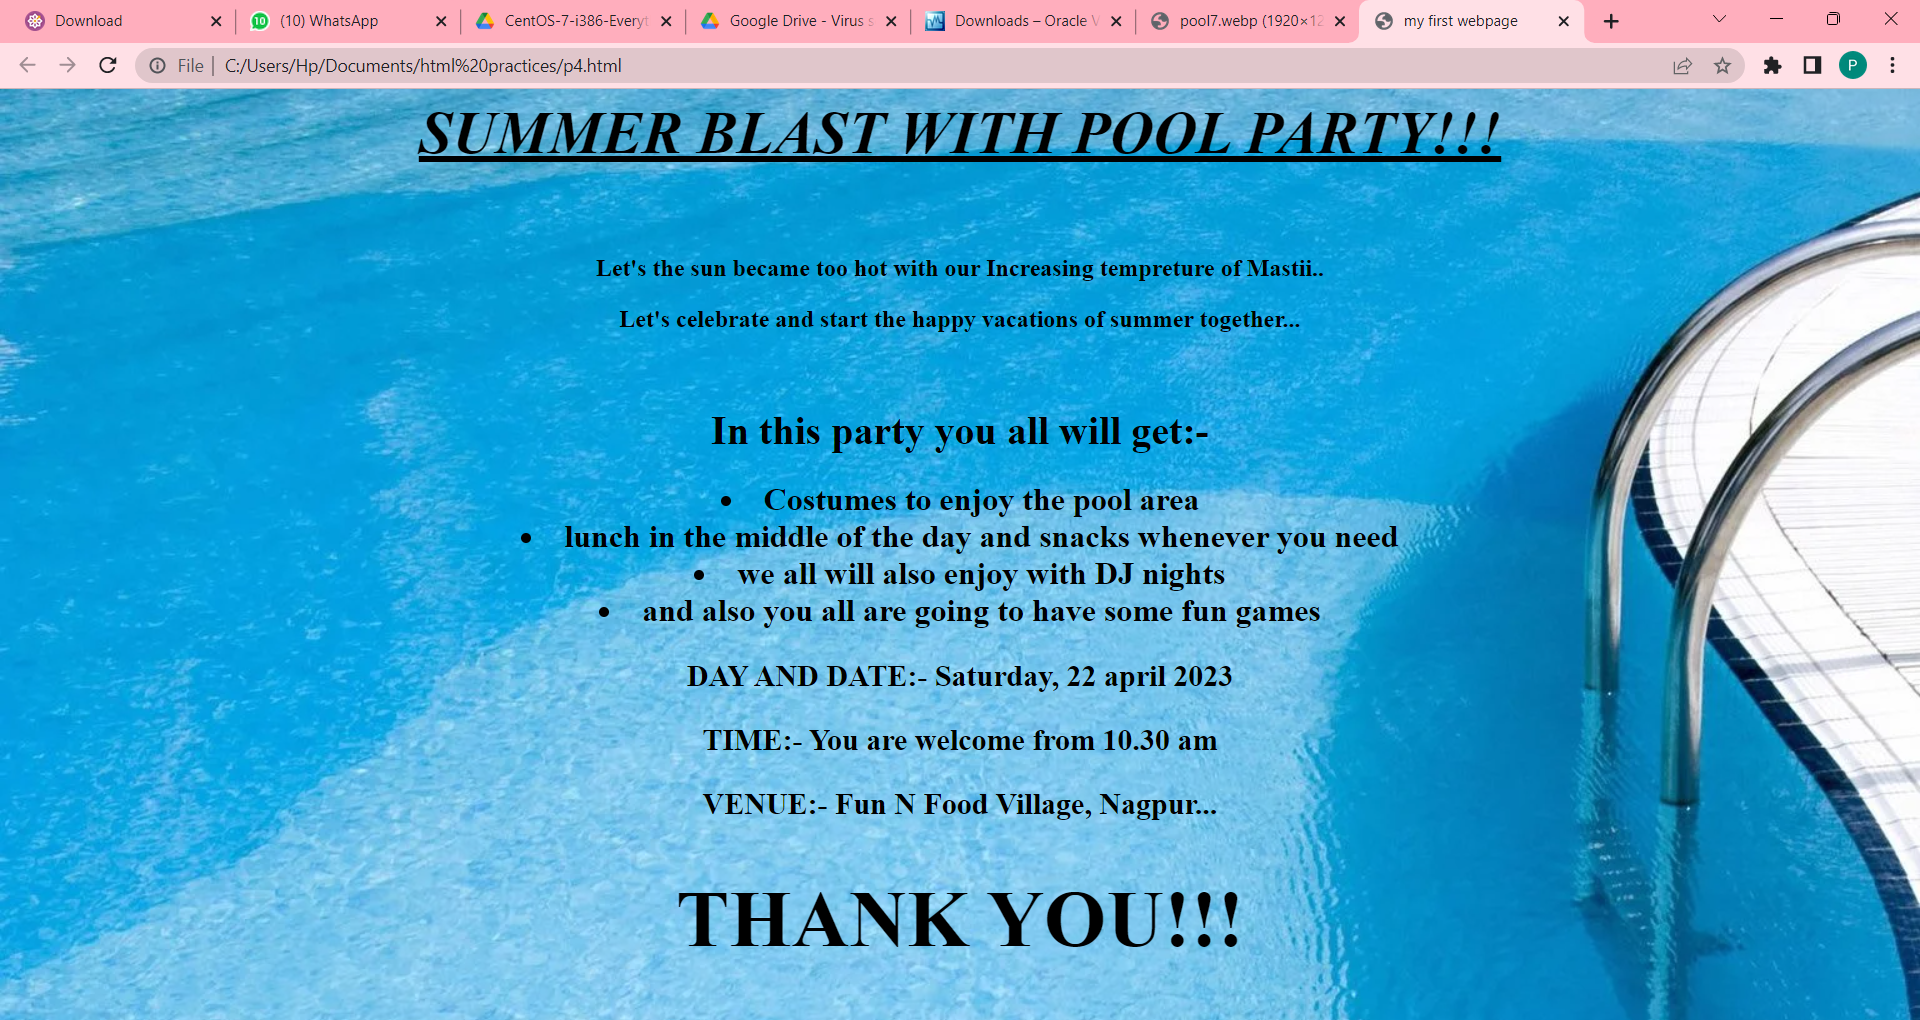 Download
(10) WhatsApp
CentOS-7-i386-Everyt
Google Drive - Virus s
Downloads – Oracle V
pool7.webp (1920×12
my first webpage
File | C:/Users/Hp/Documents/html%20practices/p4.html
P
SUMMER BLAST WITH POOL PARTY!!!
Let's the sun became too hot with our Increasing tempreture of Mastii..
Let's celebrate and start the happy vacations of summer together...
In this party you all will get:-
• Costumes to enjoy the pool area
• lunch in the middle of the day and snacks whenever you need
• we all will also enjoy with DJ nights
• and also you all are going to have some fun games
DAY AND DATE:- Saturday, 22 april 2023
TIME:- You are welcome from 10.30 am
VENUE:- Fun N Food Village, Nagpur...
THANK YOU!!!